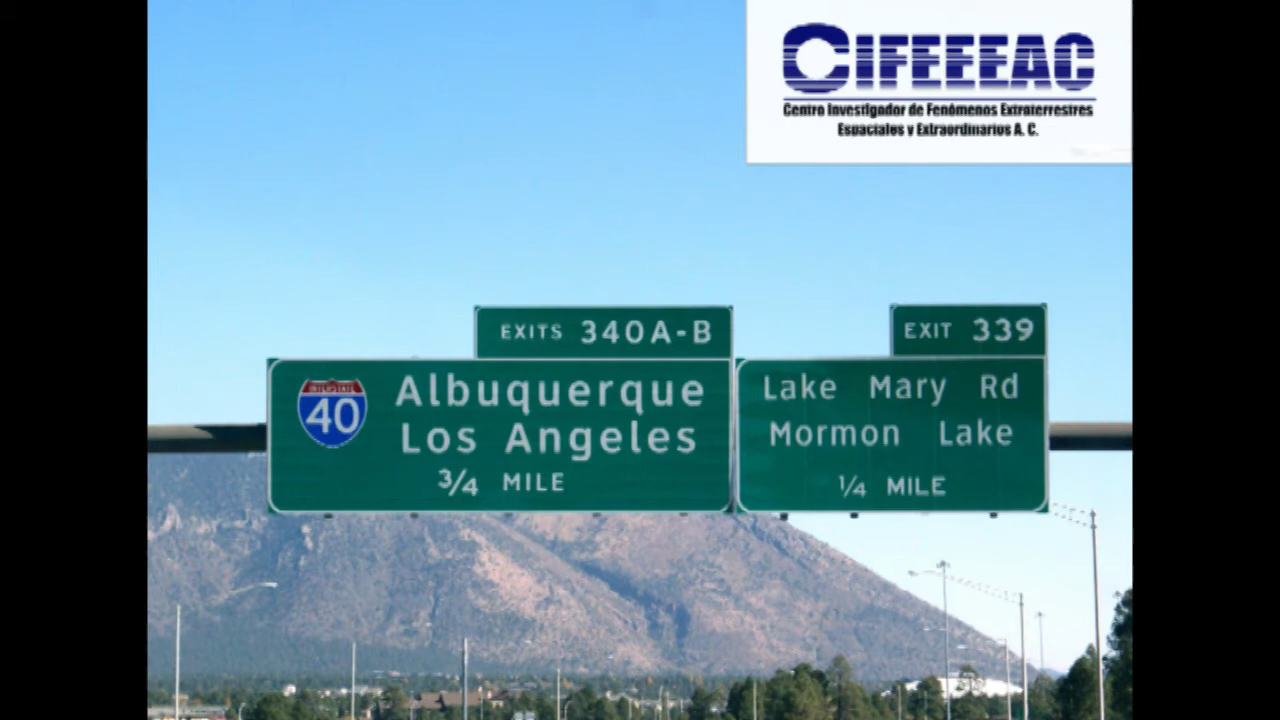 CIFEEEAC
Centro Investigador de Fenómenos Extraterrestres
Espaciales y Extraordinarios A. C.
EXITS 340A-B
INTERSTATE
40
Albuquerque
Los Angeles
3/4 MILE
EXIT 339
Lake Mary Rd
Mormon Lake
1/4 MILE